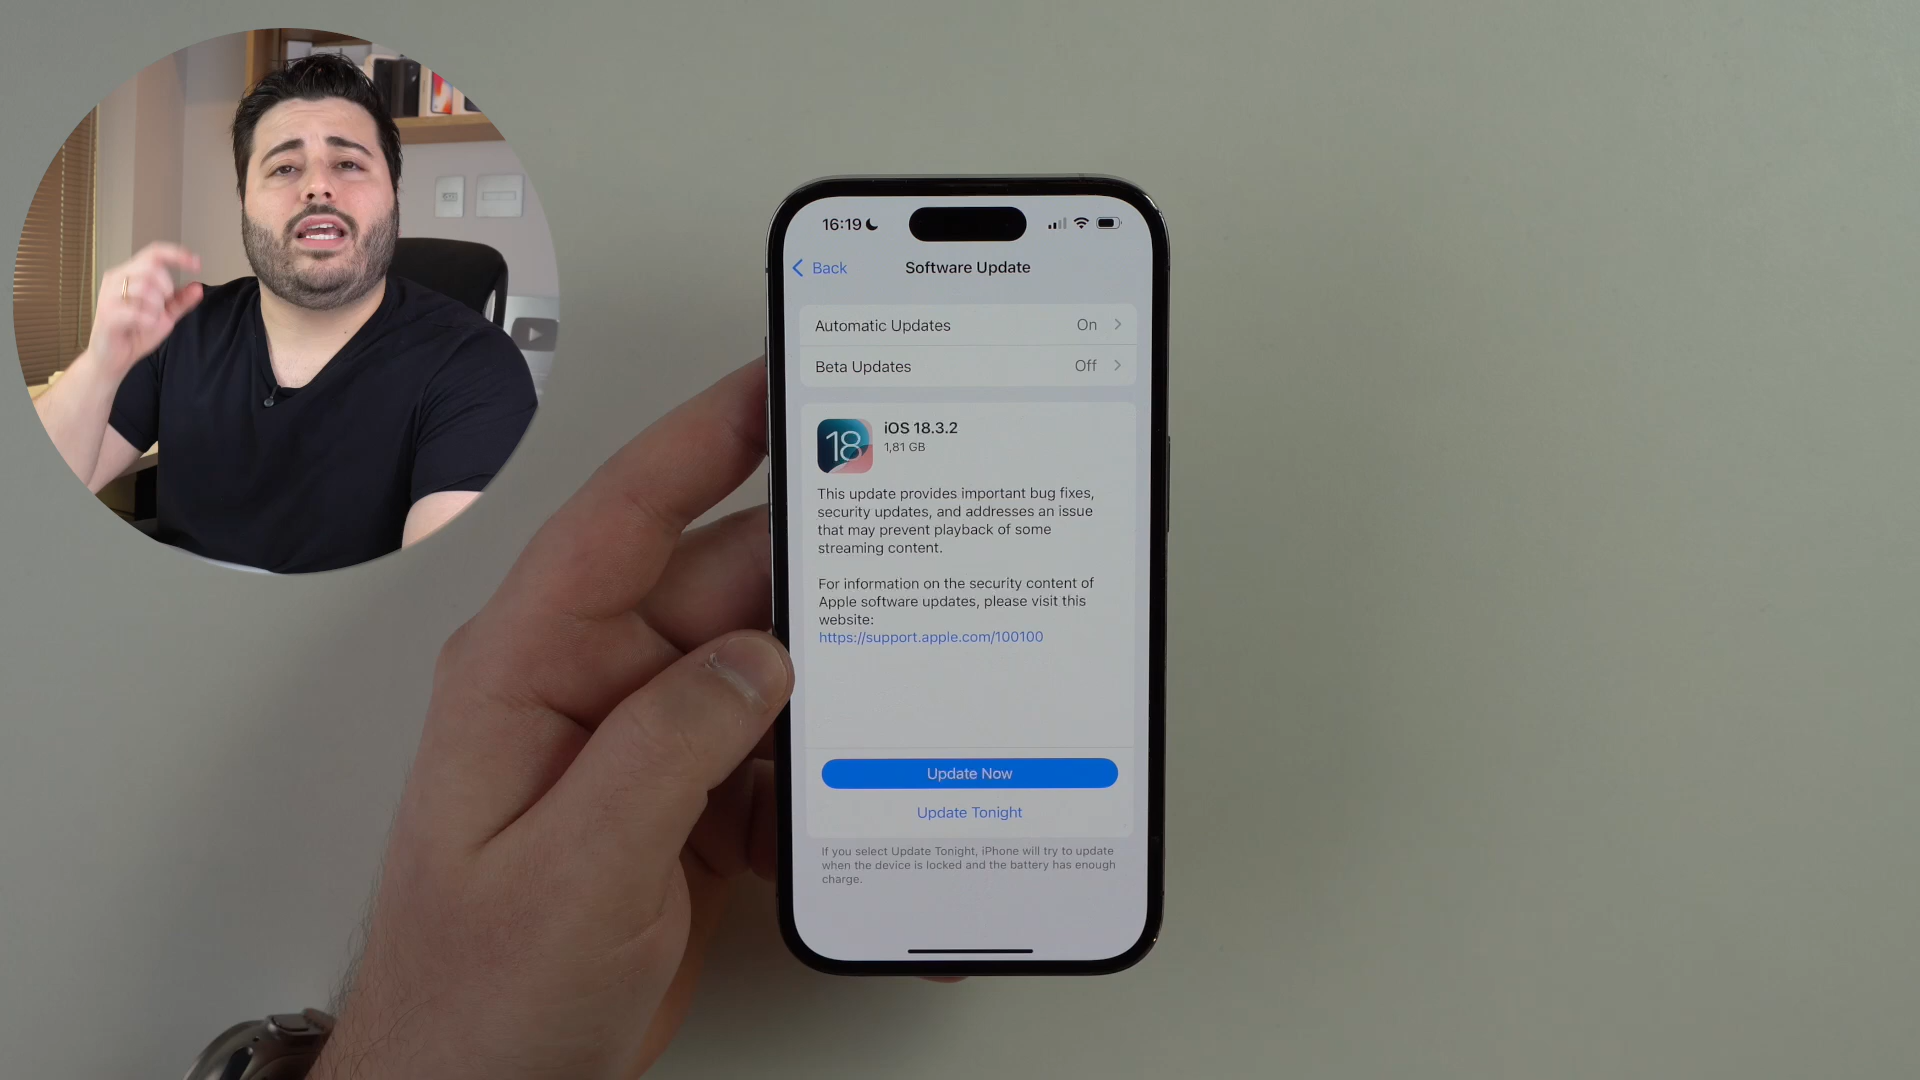 16:19
Back
Software Update
Automatic Updates On
Beta Updates Off
18
iOS 18.3.2
1,81 GB
This update provides important bug fixes,
security updates, and addresses an issue
that may prevent playback of some
streaming content.
For information on the security content of
Apple software updates, please visit this
website:
https://support.apple.com/100100
Update Now
Update Tonight
If you select Update Tonight, iPhone will try to update
when the device is locked and the battery has enough
charge.